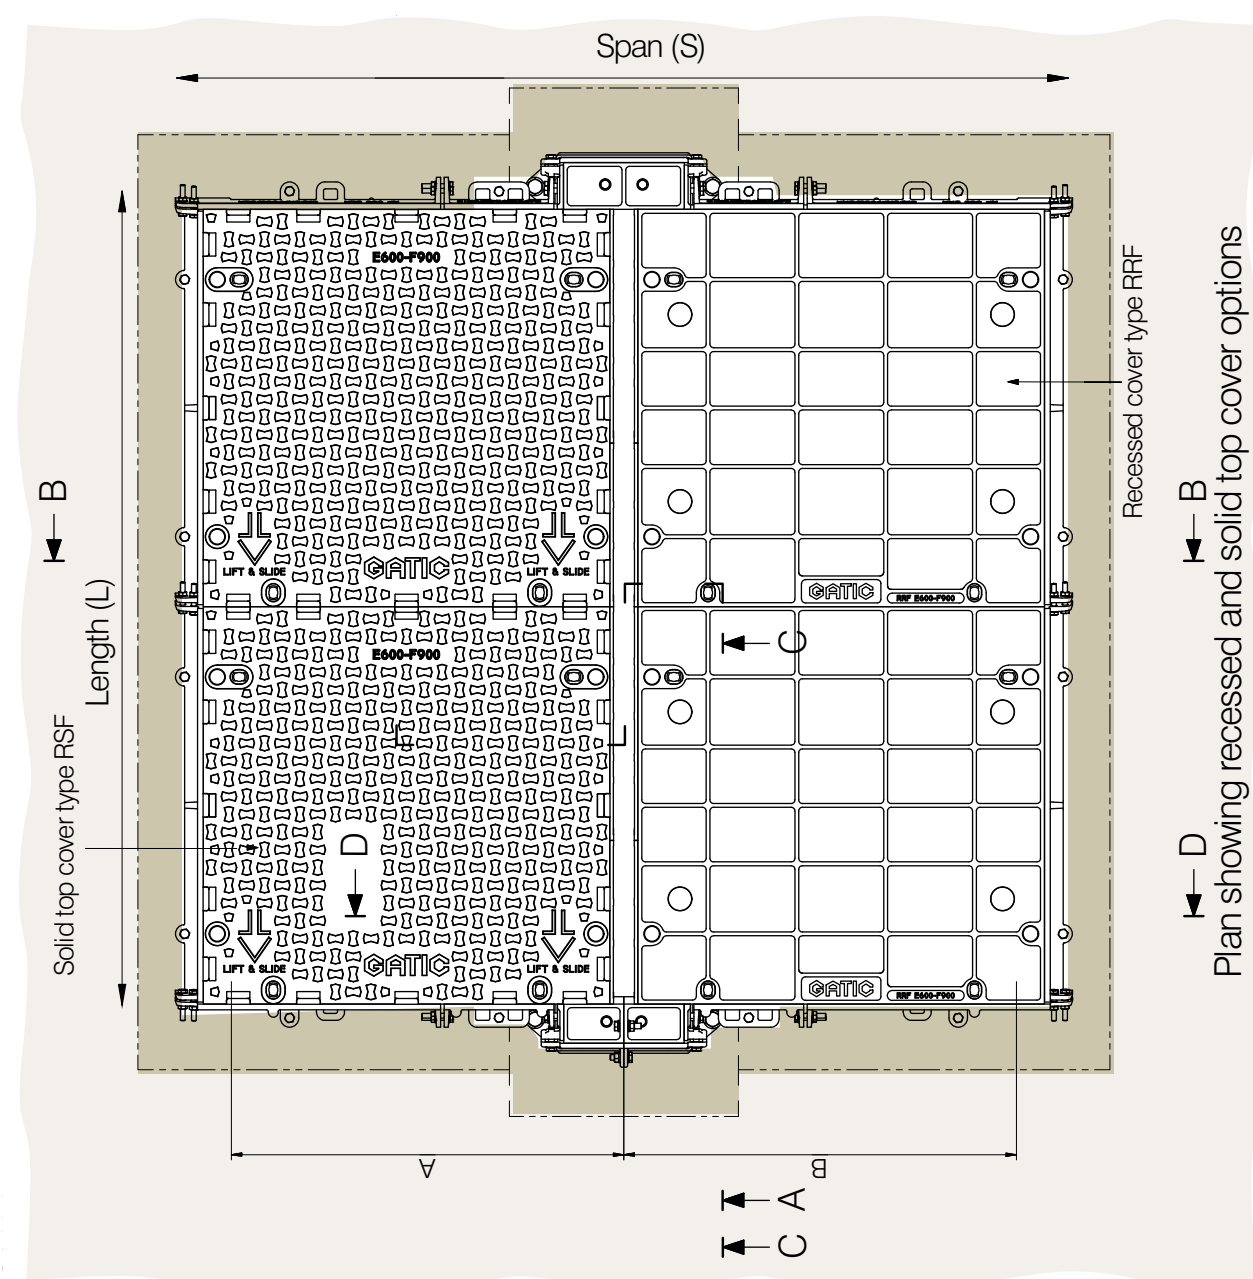 Span (S)
E600-F900
Recessed cover type RRF
B
B
LIFT & SLIDE
GATIC
LIFT & SLIDE
GATIC
RRF E600-F900
Length (L)
C
E600-F900
Solid top cover type RSF
D
D
Plan showing recessed and solid top cover options
LIFT & SLIDE
GATIC
LIFT & SLIDE
GATIC
RRF E600-F900
A
B
A
C